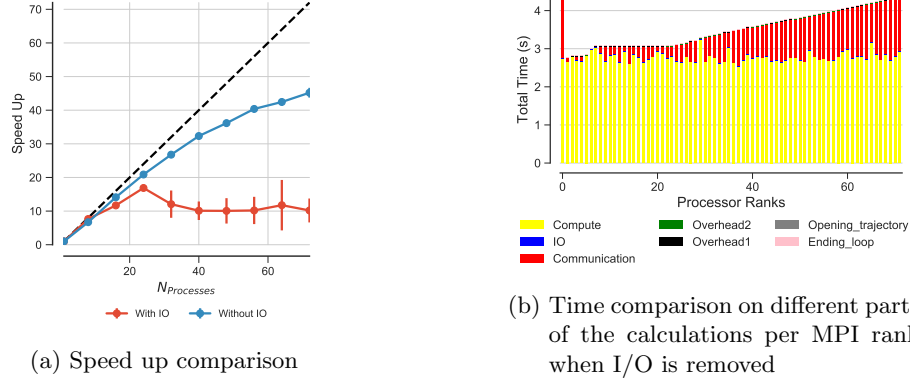 70
60
50
40
30
20
10
0
Speed Up
20
40
60
N_Processes
With IO
Without IO
(a) Speed up comparison
4
3
2
1
0
Total Time (s)
0
20
40
60
Processor Ranks
Compute
Overhead2
Opening_trajectory
IO
Overhead1
Ending_loop
Communication
(b) Time comparison on different part
of the calculations per MPI rank
when I/O is removed